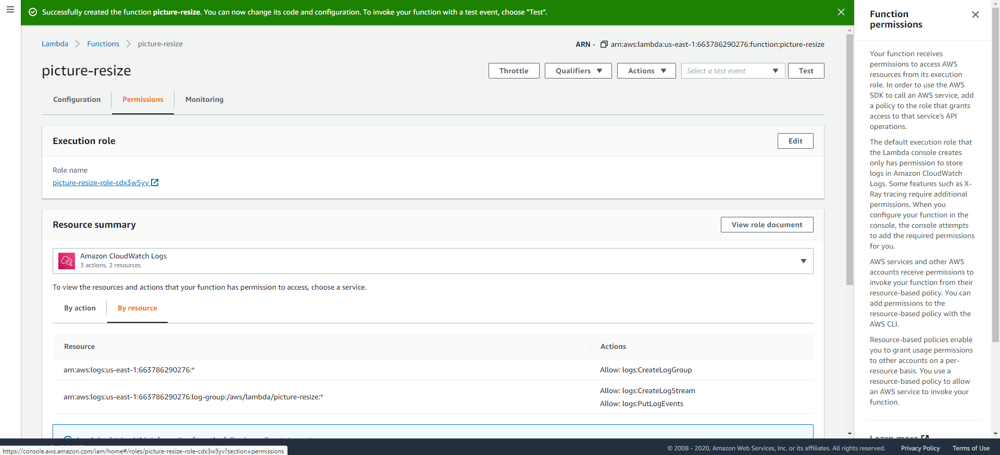 Successfully created the function picture-resize. You can now change its code and configuration. To invoke your function with a test event, choose "Test".
Lambda
Functions
picture-resize
ARN - arn:aws:lambda:us-east-1:663786290276:function:picture-resize
picture-resize
Throttle
Qualifiers
Actions
Select a test event
Test
Configuration
Permissions
Monitoring
Execution role
Edit
Role name
picture-resize-role-cdx3w5yv
Resource summary
View role document
Amazon CloudWatch Logs
3 actions, 2 resources
To view the resources and actions that your function has permission to access, choose a service.
By action
By resource
Resource
Actions
arn:aws:logs:us-east-1:663786290276:*
Allow: logs:CreateLogGroup
arn:aws:logs:us-east-1:663786290276:log-group:/aws/lambda/picture-resize:*
Allow: logs:CreateLogStream
Allow: logs:PutLogEvents
Function
permissions
Your function receives
permissions to access AWS
resources from its execution
role. In order to use the AWS
SDK to call an AWS service, add
a policy to the role that grants
access to that service's API
operations.
The default execution role that
the Lambda console creates
only has permission to store
logs in Amazon CloudWatch
Logs. Some features such as X-
Ray tracing require additional
permissions. When you
configure your function in the
console, the console attempts
to add the required permissions
for you.
AWS services and other AWS
accounts receive permissions to
invoke your function from their
resource-based policy. You can
add permissions to the
resource-based policy with the
AWS CLI.
Resource-based policies enable
you to grant usage permissions
to other accounts on a per-
resource basis. You use a
resource-based policy to allow
an AWS service to invoke your
function.
Learn more
© 2008 - 2020, Amazon Web Services, Inc. or its affiliates. All rights reserved.
Privacy Policy
Terms of Use
https://console.aws.amazon.com/iam/home#/roles/picture-resize-role-cdx3w5yv?section=permissions